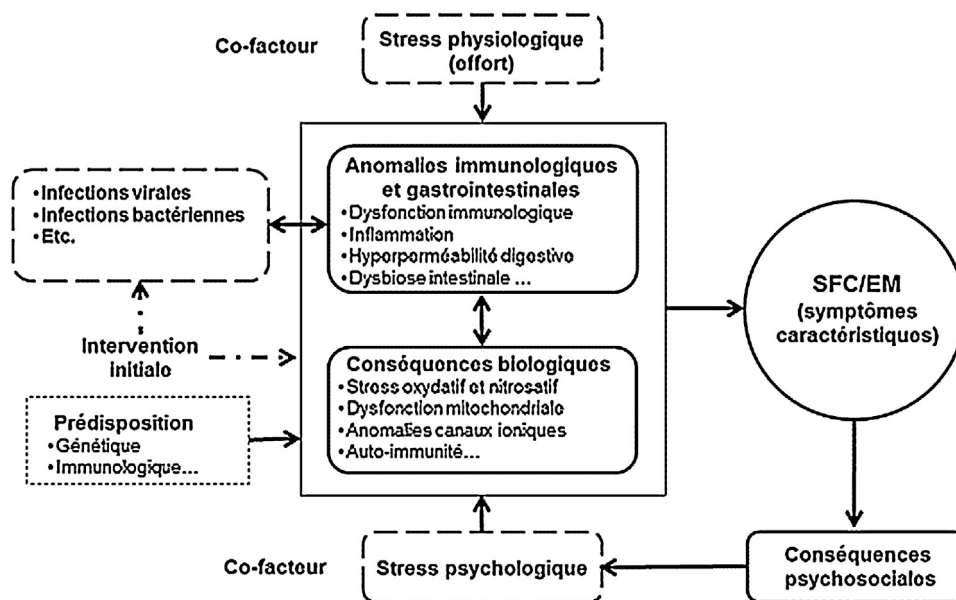 Co-facteur
Stress physiologique
(effort)
Anomalies immunologiques
et gastrointestinales
•Dysfonction immunologique
•Inflammation
•Hyperperméabilité digestive
•Dysbiose intestinale ...
•Infections virales
•Infections bactériennes
•Etc.
SFC/EM
(symptômes
caractéristiques)
Intervention
initiale
Conséquences biologiques
•Stress oxydatif et nitrosatif
•Dysfonction mitochondriale
•Anomalies canaux ioniques
•Auto-immunité...
Prédisposition
•Génétique
•Immunologique...
Co-facteur
Stress psychologique
Conséquences
psychosociales